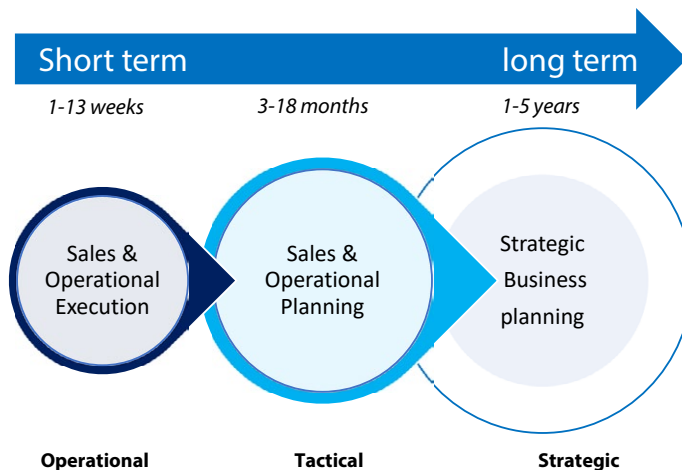 Short term long term
1-13 weeks 3-18 months 1-5 years
Sales &
Operational
Execution
Sales &
Operational
Planning
Strategic
Business
planning
Operational Tactical Strategic